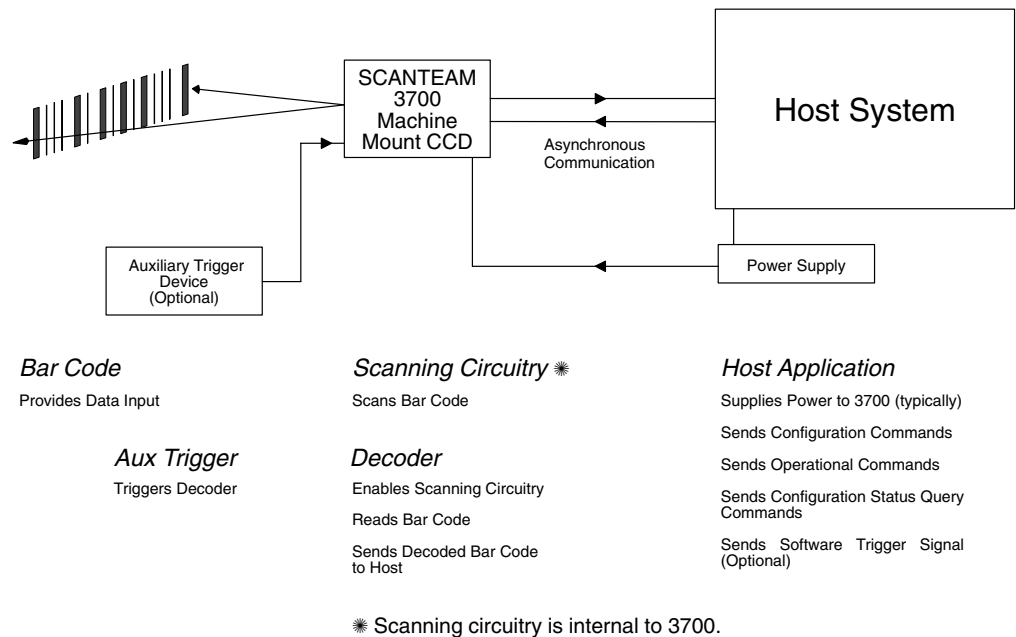 SCANTEAM
3700
Machine
Mount CCD
Host System
Asynchronous
Communication
Auxiliary Trigger
Device
(Optional)
Power Supply
Bar Code
Provides Data Input
Aux Trigger
Triggers Decoder
Scanning Circuitry ✺
Scans Bar Code
Decoder
Enables Scanning Circuitry
Reads Bar Code
Sends Decoded Bar Code
to Host
Host Application
Supplies Power to 3700 (typically)
Sends Configuration Commands
Sends Operational Commands
Sends Configuration Status Query
Commands
Sends Software Trigger Signal
(Optional)
✺ Scanning circuitry is internal to 3700.